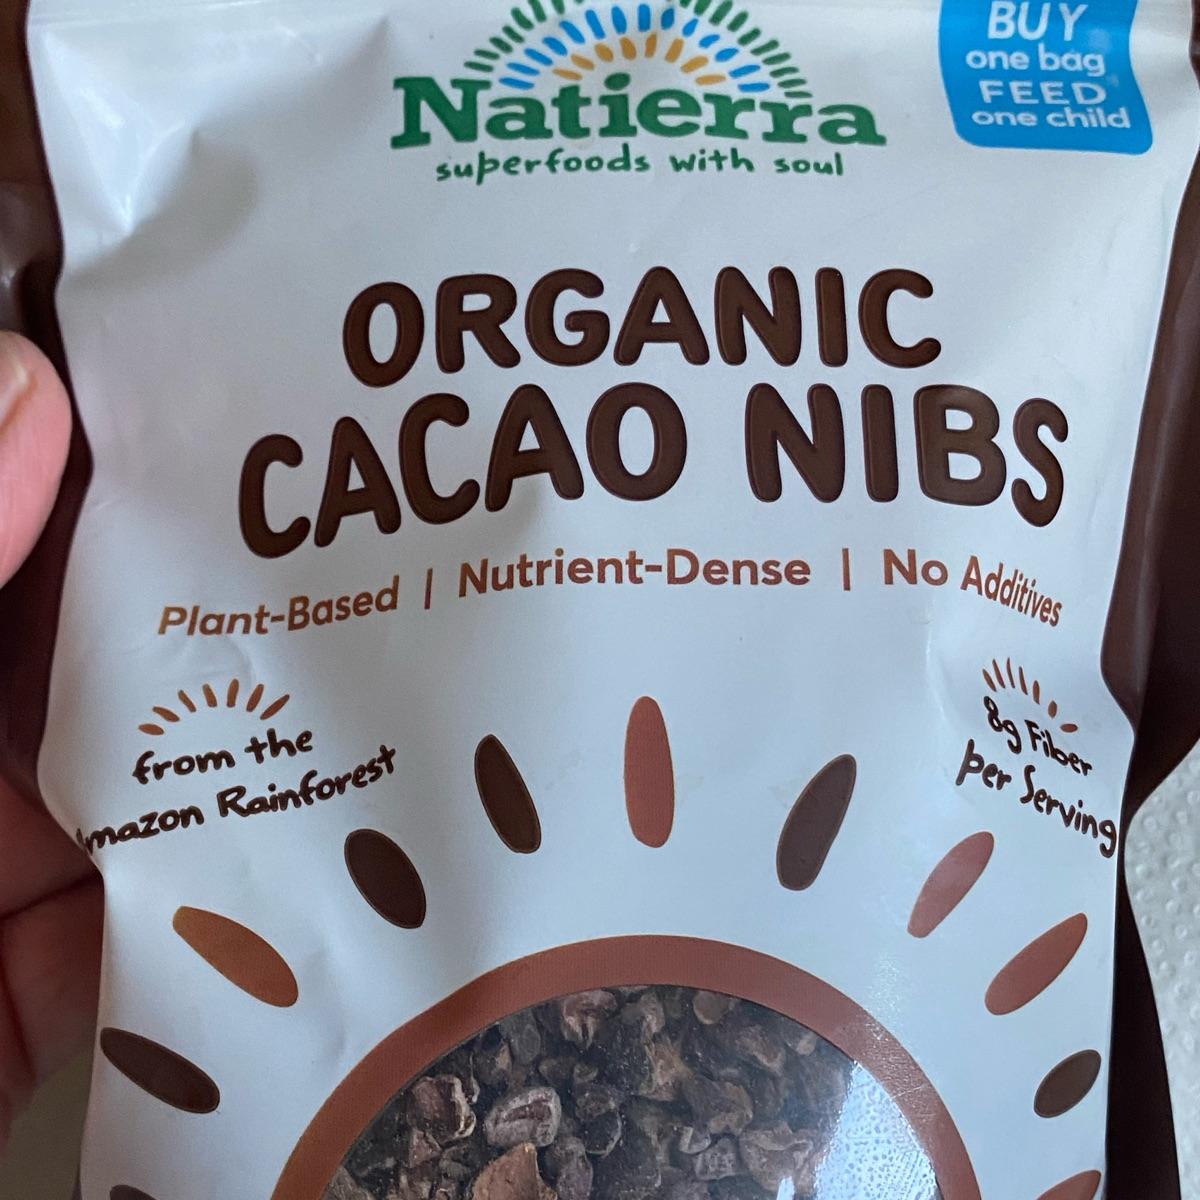 Natierra
superfoods with soul
BUY
one bag
FEED
one child
ORGANIC
CACAO NIBS
Plant-Based | Nutrient-Dense | No Additives
from the
mazon Rainforest
8g Fiber
per Serving